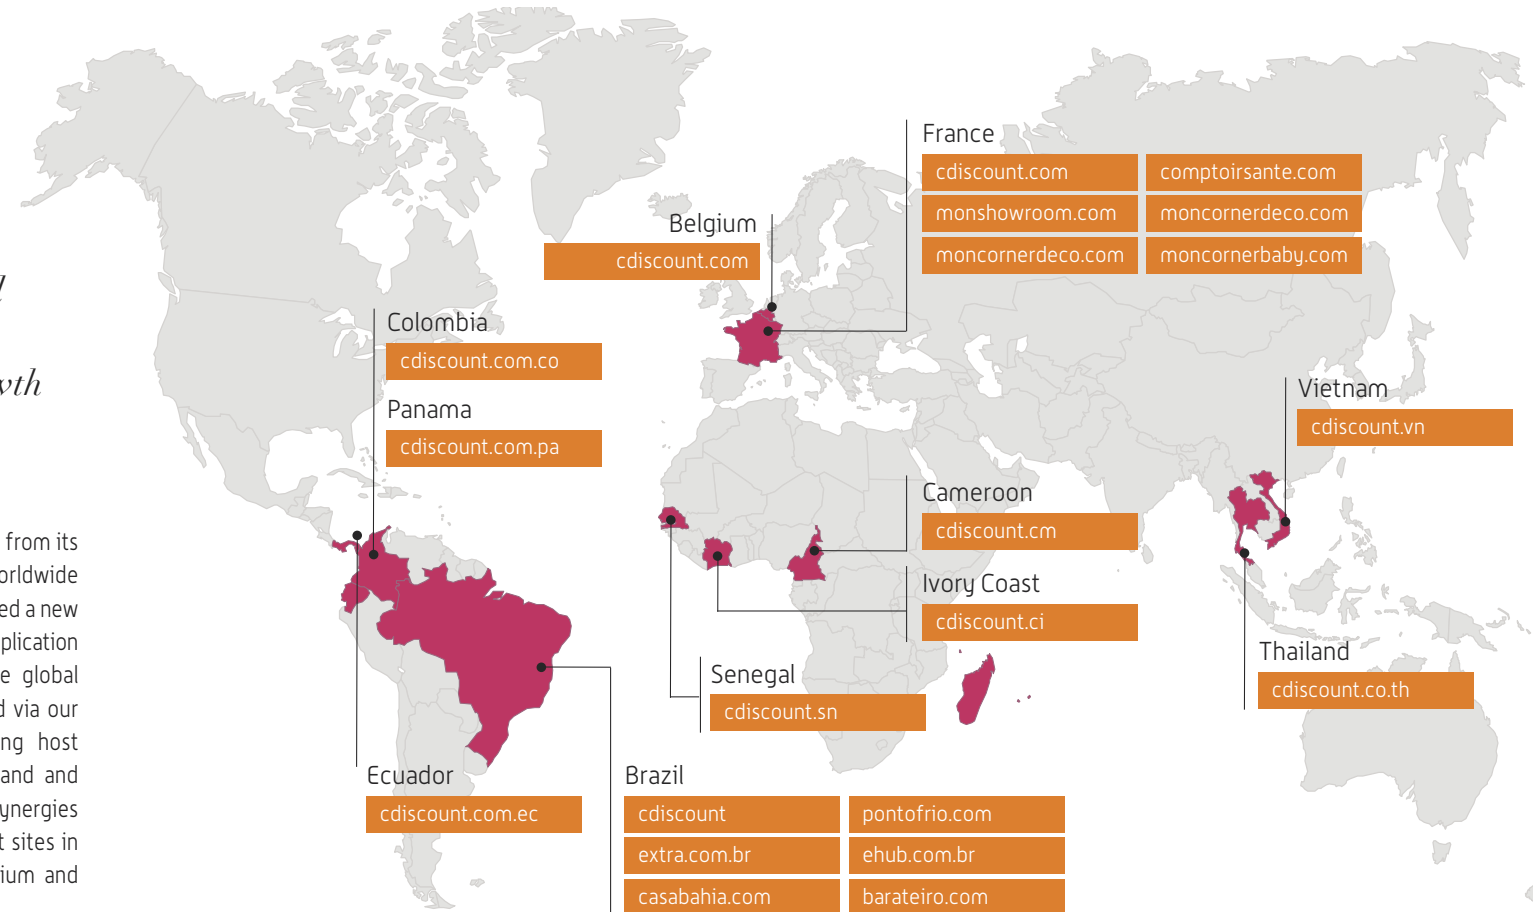 wth
from its
orldwide
ed a new
plication
e global
d via our
ng host
and and
ynergies
t sites in
ium and
France
cdiscount.com comptoirsante.com
monshowroom.com moncornerdeco.com
moncornerdeco.com moncornerbaby.com
Belgium
cdiscount.com
Colombia
cdiscount.com.co
Panama
cdiscount.com.pa
Vietnam
cdiscount.vn
Cameroon
cdiscount.cm
Ivory Coast
cdiscount.ci
Senegal
cdiscount.sn
Thailand
cdiscount.co.th
Ecuador
cdiscount.com.ec
Brazil
cdiscount pontofrio.com
extra.com.br ehub.com.br
casabahia.com barateiro.com